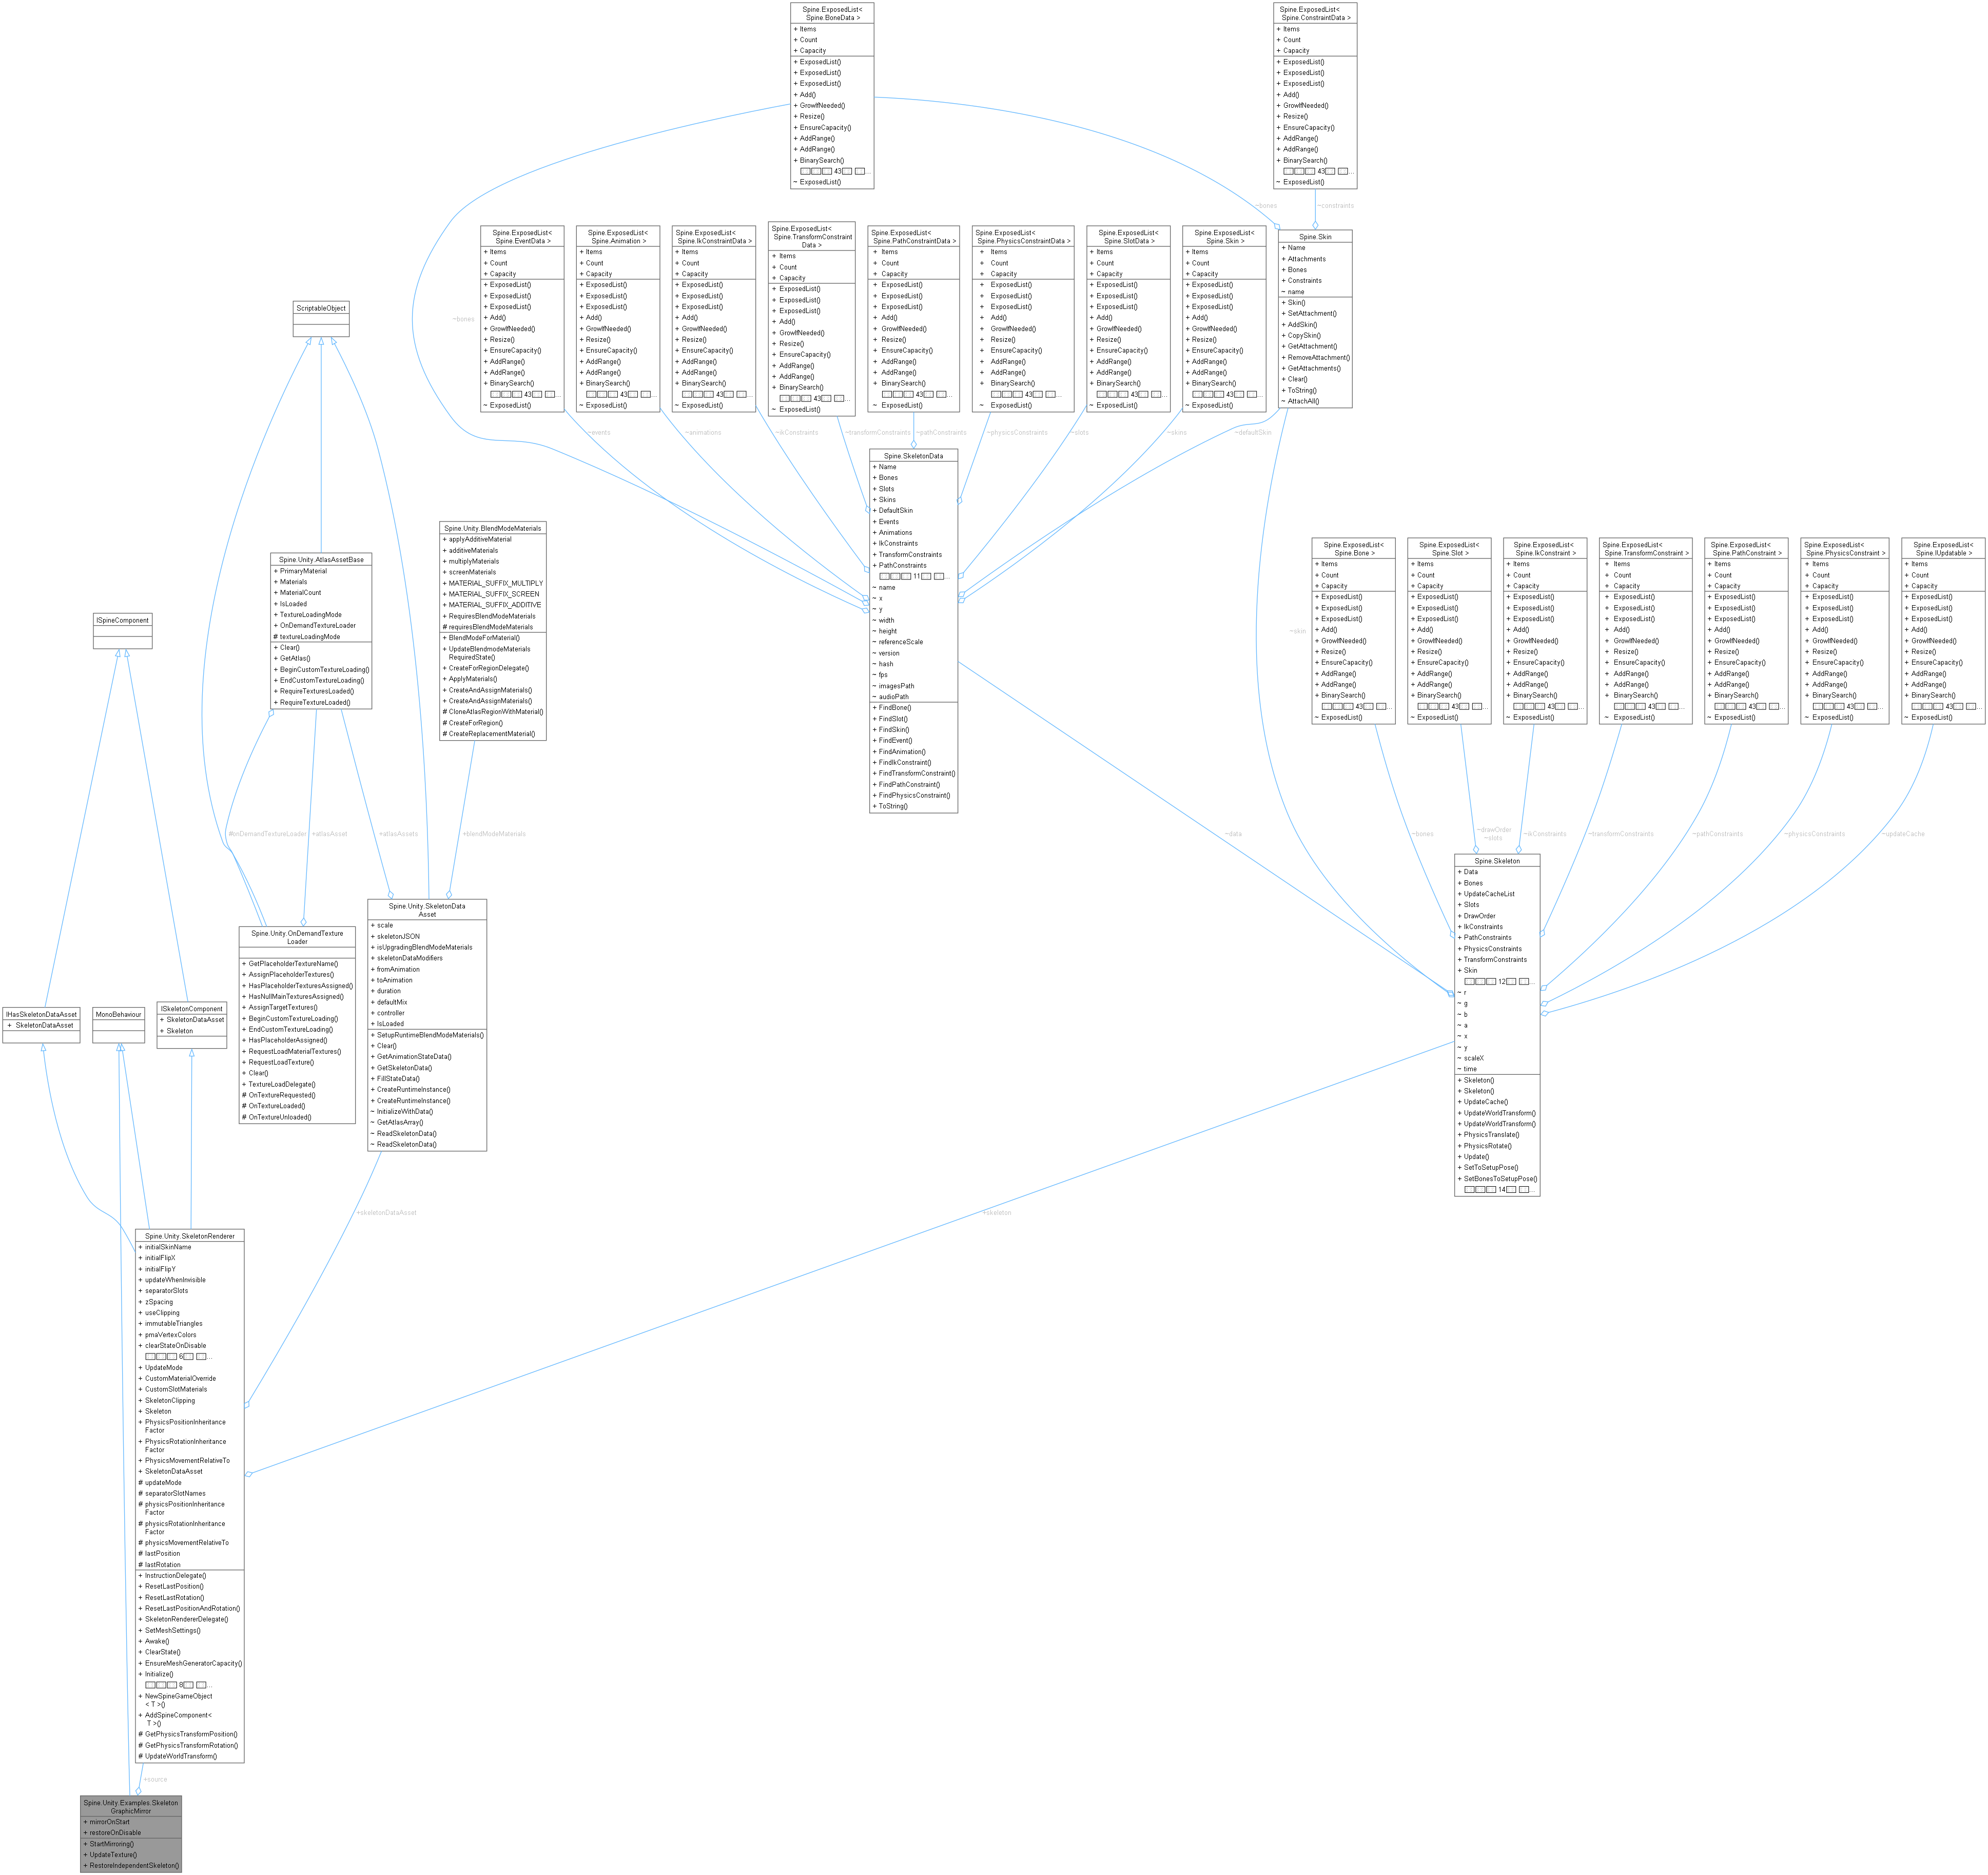 Spine.ExposedList<
Spine.BoneData >
+ Items
+ Count
+ Capacity
+ ExposedList()
+ ExposedList()
+ ExposedList()
+ Add()
+ GrowIfNeeded()
+ Resize()
+ EnsureCapacity()
+ AddRange()
+ AddRange()
+ BinarySearch()
43 ...
~ ExposedList()
Spine.ExposedList<
Spine.ConstraintData >
+ Items
+ Count
+ Capacity
+ ExposedList()
+ ExposedList()
+ ExposedList()
+ Add()
+ GrowIfNeeded()
+ Resize()
+ EnsureCapacity()
+ AddRange()
+ AddRange()
+ BinarySearch()
43 ...
~ ExposedList()
~bones
~constraints
Spine.ExposedList<
Spine.EventData >
+ Items
+ Count
+ Capacity
+ ExposedList()
+ ExposedList()
+ ExposedList()
+ Add()
+ GrowIfNeeded()
+ Resize()
+ EnsureCapacity()
+ AddRange()
+ AddRange()
+ BinarySearch()
43 ...
~ ExposedList()
Spine.ExposedList<
Spine.Animation >
+ Items
+ Count
+ Capacity
+ ExposedList()
+ ExposedList()
+ ExposedList()
+ Add()
+ GrowIfNeeded()
+ Resize()
+ EnsureCapacity()
+ AddRange()
+ AddRange()
+ BinarySearch()
43 ...
~ ExposedList()
Spine.ExposedList<
Spine.IkConstraintData >
+ Items
+ Count
+ Capacity
+ ExposedList()
+ ExposedList()
+ ExposedList()
+ Add()
+ GrowIfNeeded()
+ Resize()
+ EnsureCapacity()
+ AddRange()
+ AddRange()
+ BinarySearch()
43 ...
~ ExposedList()
Spine.ExposedList<
Spine.TransformConstraint
Data >
+ Items
+ Count
+ Capacity
+ ExposedList()
+ ExposedList()
+ ExposedList()
+ Add()
+ GrowIfNeeded()
+ Resize()
+ EnsureCapacity()
+ AddRange()
+ AddRange()
+ BinarySearch()
43 ...
~ ExposedList()
Spine.ExposedList<
Spine.PathConstraintData >
+ Items
+ Count
+ Capacity
+ ExposedList()
+ ExposedList()
+ ExposedList()
+ Add()
+ GrowIfNeeded()
+ Resize()
+ EnsureCapacity()
+ AddRange()
+ AddRange()
+ BinarySearch()
43 ...
~ ExposedList()
Spine.ExposedList<
Spine.PhysicsConstraintData >
+ Items
+ Count
+ Capacity
+ ExposedList()
+ ExposedList()
+ ExposedList()
+ Add()
+ GrowIfNeeded()
+ Resize()
+ EnsureCapacity()
+ AddRange()
+ AddRange()
+ BinarySearch()
43 ...
~ ExposedList()
Spine.ExposedList<
Spine.SlotData >
+ Items
+ Count
+ Capacity
+ ExposedList()
+ ExposedList()
+ ExposedList()
+ Add()
+ GrowIfNeeded()
+ Resize()
+ EnsureCapacity()
+ AddRange()
+ AddRange()
+ BinarySearch()
43 ...
~ ExposedList()
Spine.ExposedList<
Spine.Skin >
+ Items
+ Count
+ Capacity
+ ExposedList()
+ ExposedList()
+ ExposedList()
+ Add()
+ GrowIfNeeded()
+ Resize()
+ EnsureCapacity()
+ AddRange()
+ AddRange()
+ BinarySearch()
43 ...
~ ExposedList()
Spine.Skin
+ Name
+ Attachments
+ Bones
+ Constraints
~ name
+ Skin()
+ SetAttachment()
+ AddSkin()
+ CopySkin()
+ GetAttachment()
+ RemoveAttachment()
+ GetAttachments()
+ Clear()
+ ToString()
~ AttachAll()
ScriptableObject
~bones
~events
~animations
~ikConstraints
~transformConstraints
~pathConstraints
~physicsConstraints
~slots
~skins
~defaultSkin
Spine.SkeletonData
+ Name
+ Bones
+ Slots
+ Skins
+ DefaultSkin
+ Events
+ Animations
+ IkConstraints
+ TransformConstraints
+ PathConstraints
11 ...
~ name
~ x
~ y
~ width
~ height
~ referenceScale
~ version
~ hash
~ fps
~ imagesPath
~ audioPath
+ FindBone()
+ FindSlot()
+ FindSkin()
+ FindEvent()
+ FindAnimation()
+ FindIkConstraint()
+ FindTransformConstraint()
+ FindPathConstraint()
+ FindPhysicsConstraint()
+ ToString()
Spine.Unity.BlendModeMaterials
+ applyAdditiveMaterial
+ additiveMaterials
+ multiplyMaterials
+ screenMaterials
+ MATERIAL_SUFFIX_MULTIPLY
+ MATERIAL_SUFFIX_SCREEN
+ MATERIAL_SUFFIX_ADDITIVE
+ RequiresBlendModeMaterials
# requiresBlendModeMaterials
+ BlendModeForMaterial()
+ UpdateBlendmodeMaterials
RequiredState()
+ CreateForRegionDelegate()
+ ApplyMaterials()
+ CreateAndAssignMaterials()
+ CreateAndAssignMaterials()
# CloneAtlasRegionWithMaterial()
# CreateForRegion()
# CreateReplacementMaterial()
Spine.Unity.AtlasAssetBase
+ PrimaryMaterial
+ Materials
+ MaterialCount
+ IsLoaded
+ TextureLoadingMode
+ OnDemandTextureLoader
# textureLoadingMode
+ Clear()
+ GetAtlas()
+ BeginCustomTextureLoading()
+ EndCustomTextureLoading()
+ RequireTexturesLoaded()
+ RequireTextureLoaded()
ISpineComponent
~skin
Spine.ExposedList<
Spine.Bone >
+ Items
+ Count
+ Capacity
+ ExposedList()
+ ExposedList()
+ ExposedList()
+ Add()
+ GrowIfNeeded()
+ Resize()
+ EnsureCapacity()
+ AddRange()
+ AddRange()
+ BinarySearch()
43 ...
~ ExposedList()
Spine.ExposedList<
Spine.Slot >
+ Items
+ Count
+ Capacity
+ ExposedList()
+ ExposedList()
+ ExposedList()
+ Add()
+ GrowIfNeeded()
+ Resize()
+ EnsureCapacity()
+ AddRange()
+ AddRange()
+ BinarySearch()
43 ...
~ ExposedList()
Spine.ExposedList<
Spine.IkConstraint >
+ Items
+ Count
+ Capacity
+ ExposedList()
+ ExposedList()
+ ExposedList()
+ Add()
+ GrowIfNeeded()
+ Resize()
+ EnsureCapacity()
+ AddRange()
+ AddRange()
+ BinarySearch()
43 ...
~ ExposedList()
Spine.ExposedList<
Spine.TransformConstraint >
+ Items
+ Count
+ Capacity
+ ExposedList()
+ ExposedList()
+ ExposedList()
+ Add()
+ GrowIfNeeded()
+ Resize()
+ EnsureCapacity()
+ AddRange()
+ AddRange()
+ BinarySearch()
43 ...
~ ExposedList()
Spine.ExposedList<
Spine.PathConstraint >
+ Items
+ Count
+ Capacity
+ ExposedList()
+ ExposedList()
+ ExposedList()
+ Add()
+ GrowIfNeeded()
+ Resize()
+ EnsureCapacity()
+ AddRange()
+ AddRange()
+ BinarySearch()
43 ...
~ ExposedList()
Spine.ExposedList<
Spine.PhysicsConstraint >
+ Items
+ Count
+ Capacity
+ ExposedList()
+ ExposedList()
+ ExposedList()
+ Add()
+ GrowIfNeeded()
+ Resize()
+ EnsureCapacity()
+ AddRange()
+ AddRange()
+ BinarySearch()
43 ...
~ ExposedList()
Spine.ExposedList<
Spine.IUpdatable >
+ Items
+ Count
+ Capacity
+ ExposedList()
+ ExposedList()
+ ExposedList()
+ Add()
+ GrowIfNeeded()
+ Resize()
+ EnsureCapacity()
+ AddRange()
+ AddRange()
+ BinarySearch()
43 ...
~ ExposedList()
#onDemandTextureLoader
+atlasAsset
+atlasAssets
+blendModeMaterials
~data
~bones
~drawOrder
~slots
~ikConstraints
~transformConstraints
~pathConstraints
~physicsConstraints
~updateCache
Spine.Skeleton
+ Data
+ Bones
+ UpdateCacheList
+ Slots
+ DrawOrder
+ IkConstraints
+ PathConstraints
+ PhysicsConstraints
+ TransformConstraints
+ Skin
12 ...
~ r
~ g
~ b
~ a
~ x
~ y
~ scaleX
~ time
+ Skeleton()
+ Skeleton()
+ UpdateCache()
+ UpdateWorldTransform()
+ UpdateWorldTransform()
+ PhysicsTranslate()
+ PhysicsRotate()
+ Update()
+ SetToSetupPose()
+ SetBonesToSetupPose()
14 ...
Spine.Unity.SkeletonData
Asset
+ scale
+ skeletonJSON
+ isUpgradingBlendModeMaterials
+ skeletonDataModifiers
+ fromAnimation
+ toAnimation
+ duration
+ defaultMix
+ controller
+ IsLoaded
+ SetupRuntimeBlendModeMaterials()
+ Clear()
+ GetAnimationStateData()
+ GetSkeletonData()
+ FillStateData()
+ CreateRuntimeInstance()
+ CreateRuntimeInstance()
~ InitializeWithData()
~ GetAtlasArray()
~ ReadSkeletonData()
~ ReadSkeletonData()
Spine.Unity.OnDemandTexture
Loader
+ GetPlaceholderTextureName()
+ AssignPlaceholderTextures()
+ HasPlaceholderTexturesAssigned()
+ HasNullMainTexturesAssigned()
+ AssignTargetTextures()
+ BeginCustomTextureLoading()
+ EndCustomTextureLoading()
+ HasPlaceholderAssigned()
+ RequestLoadMaterialTextures()
+ RequestLoadTexture()
+ Clear()
+ TextureLoadDelegate()
# OnTextureRequested()
# OnTextureLoaded()
# OnTextureUnloaded()
IHasSkeletonDataAsset
+ SkeletonDataAsset
MonoBehaviour
ISkeletonComponent
+ SkeletonDataAsset
+ Skeleton
+skeletonDataAsset
+skeleton
Spine.Unity.SkeletonRenderer
+ initialSkinName
+ initialFlipX
+ initialFlipY
+ updateWhenInvisible
+ separatorSlots
+ zSpacing
+ useClipping
+ immutableTriangles
+ pmaVertexColors
+ clearStateOnDisable
6 ...
+ UpdateMode
+ CustomMaterialOverride
+ CustomSlotMaterials
+ SkeletonClipping
+ Skeleton
+ PhysicsPositionInheritance
Factor
+ PhysicsRotationInheritance
Factor
+ PhysicsMovementRelativeTo
+ SkeletonDataAsset
# updateMode
# separatorSlotNames
# physicsPositionInheritance
Factor
# physicsRotationInheritance
Factor
# physicsMovementRelativeTo
# lastPosition
# lastRotation
+ InstructionDelegate()
+ ResetLastPosition()
+ ResetLastRotation()
+ ResetLastPositionAndRotation()
+ SkeletonRendererDelegate()
+ SetMeshSettings()
+ Awake()
+ ClearState()
+ EnsureMeshGeneratorCapacity()
+ Initialize()
8 ...
+ NewSpineGameObject
< T >()
+ AddSpineComponent<
T >()
# GetPhysicsTransformPosition()
# GetPhysicsTransformRotation()
# UpdateWorldTransform()
+source
Spine.Unity.Examples.Skeleton
GraphicMirror
+ mirrorOnStart
+ restoreOnDisable
+ StartMirroring()
+ UpdateTexture()
+ RestoreIndependentSkeleton()